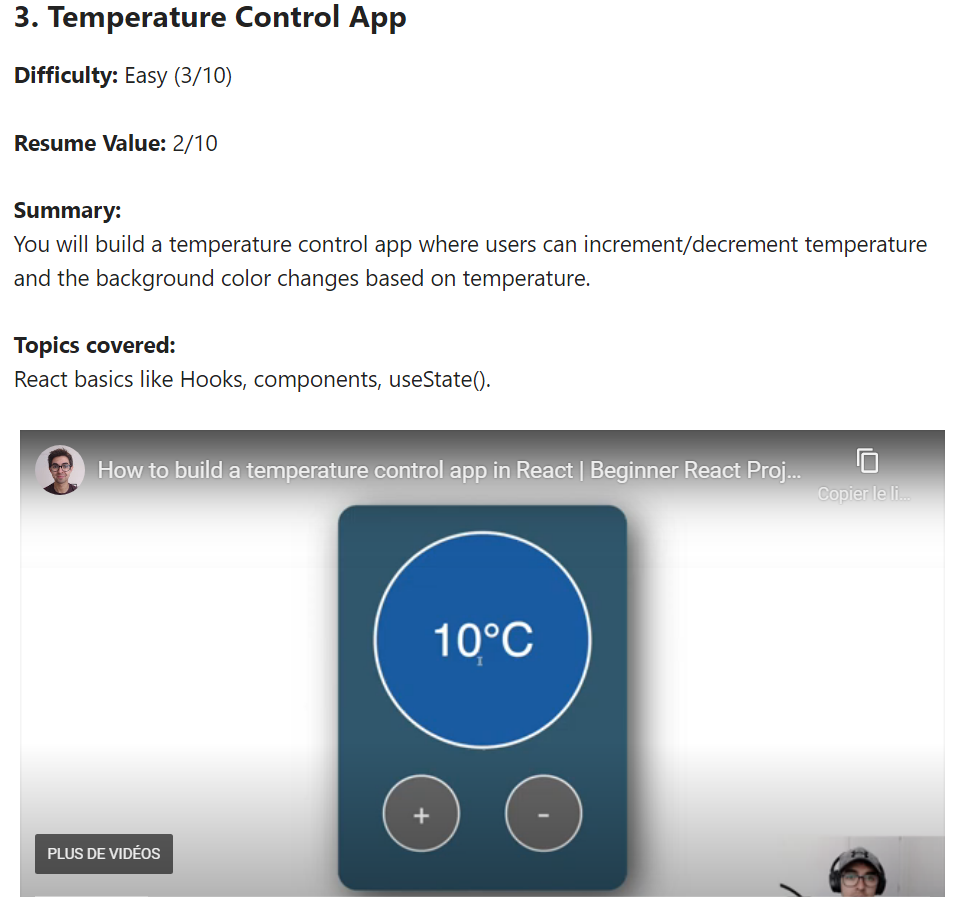 3. Temperature Control App
Difficulty: Easy (3/10)
Resume Value: 2/10
Summary:
You will build a temperature control app where users can increment/decrement temperature
and the background color changes based on temperature.
Topics covered:
React basics like Hooks, components, useState().
How to build a temperature control app in React | Beginner React Proj...
Copier le li...
10°C
+ -
PLUS DE VIDÉOS